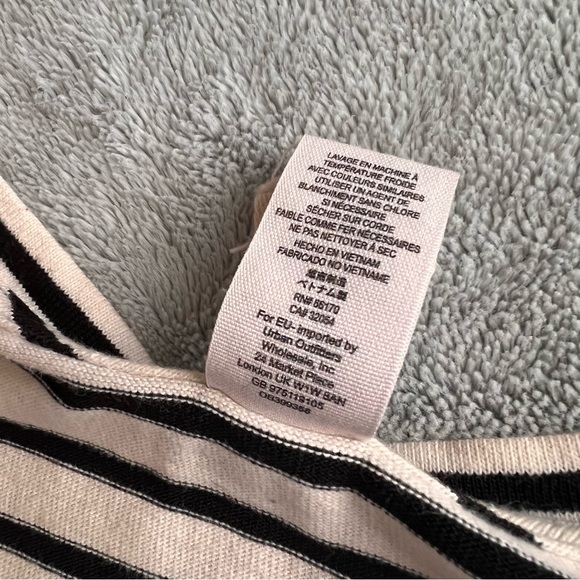 LAVAGE EN MACHINE À
TEMPÉRATURE FROIDE
AVEC COULEURS SIMILAIRES
UTILISER UN AGENT DE
BLANCHIMENT SANS CHLORE
SI NÉCESSAIRE
SÉCHER SUR CORDE
FAIBLE COMME FER NÉCESSAIRES
NE PAS NETTOYER À SEC
HECHO EN VIETNAM
FABRICADO NO VIETNAME
越南制造
ベトナム製
RN# 66170
CA# 32054
For EU- imported by
Urban Outfitters
Wholesale, Inc
24 Market Place
London UK W1W 8AN
GB 975113105